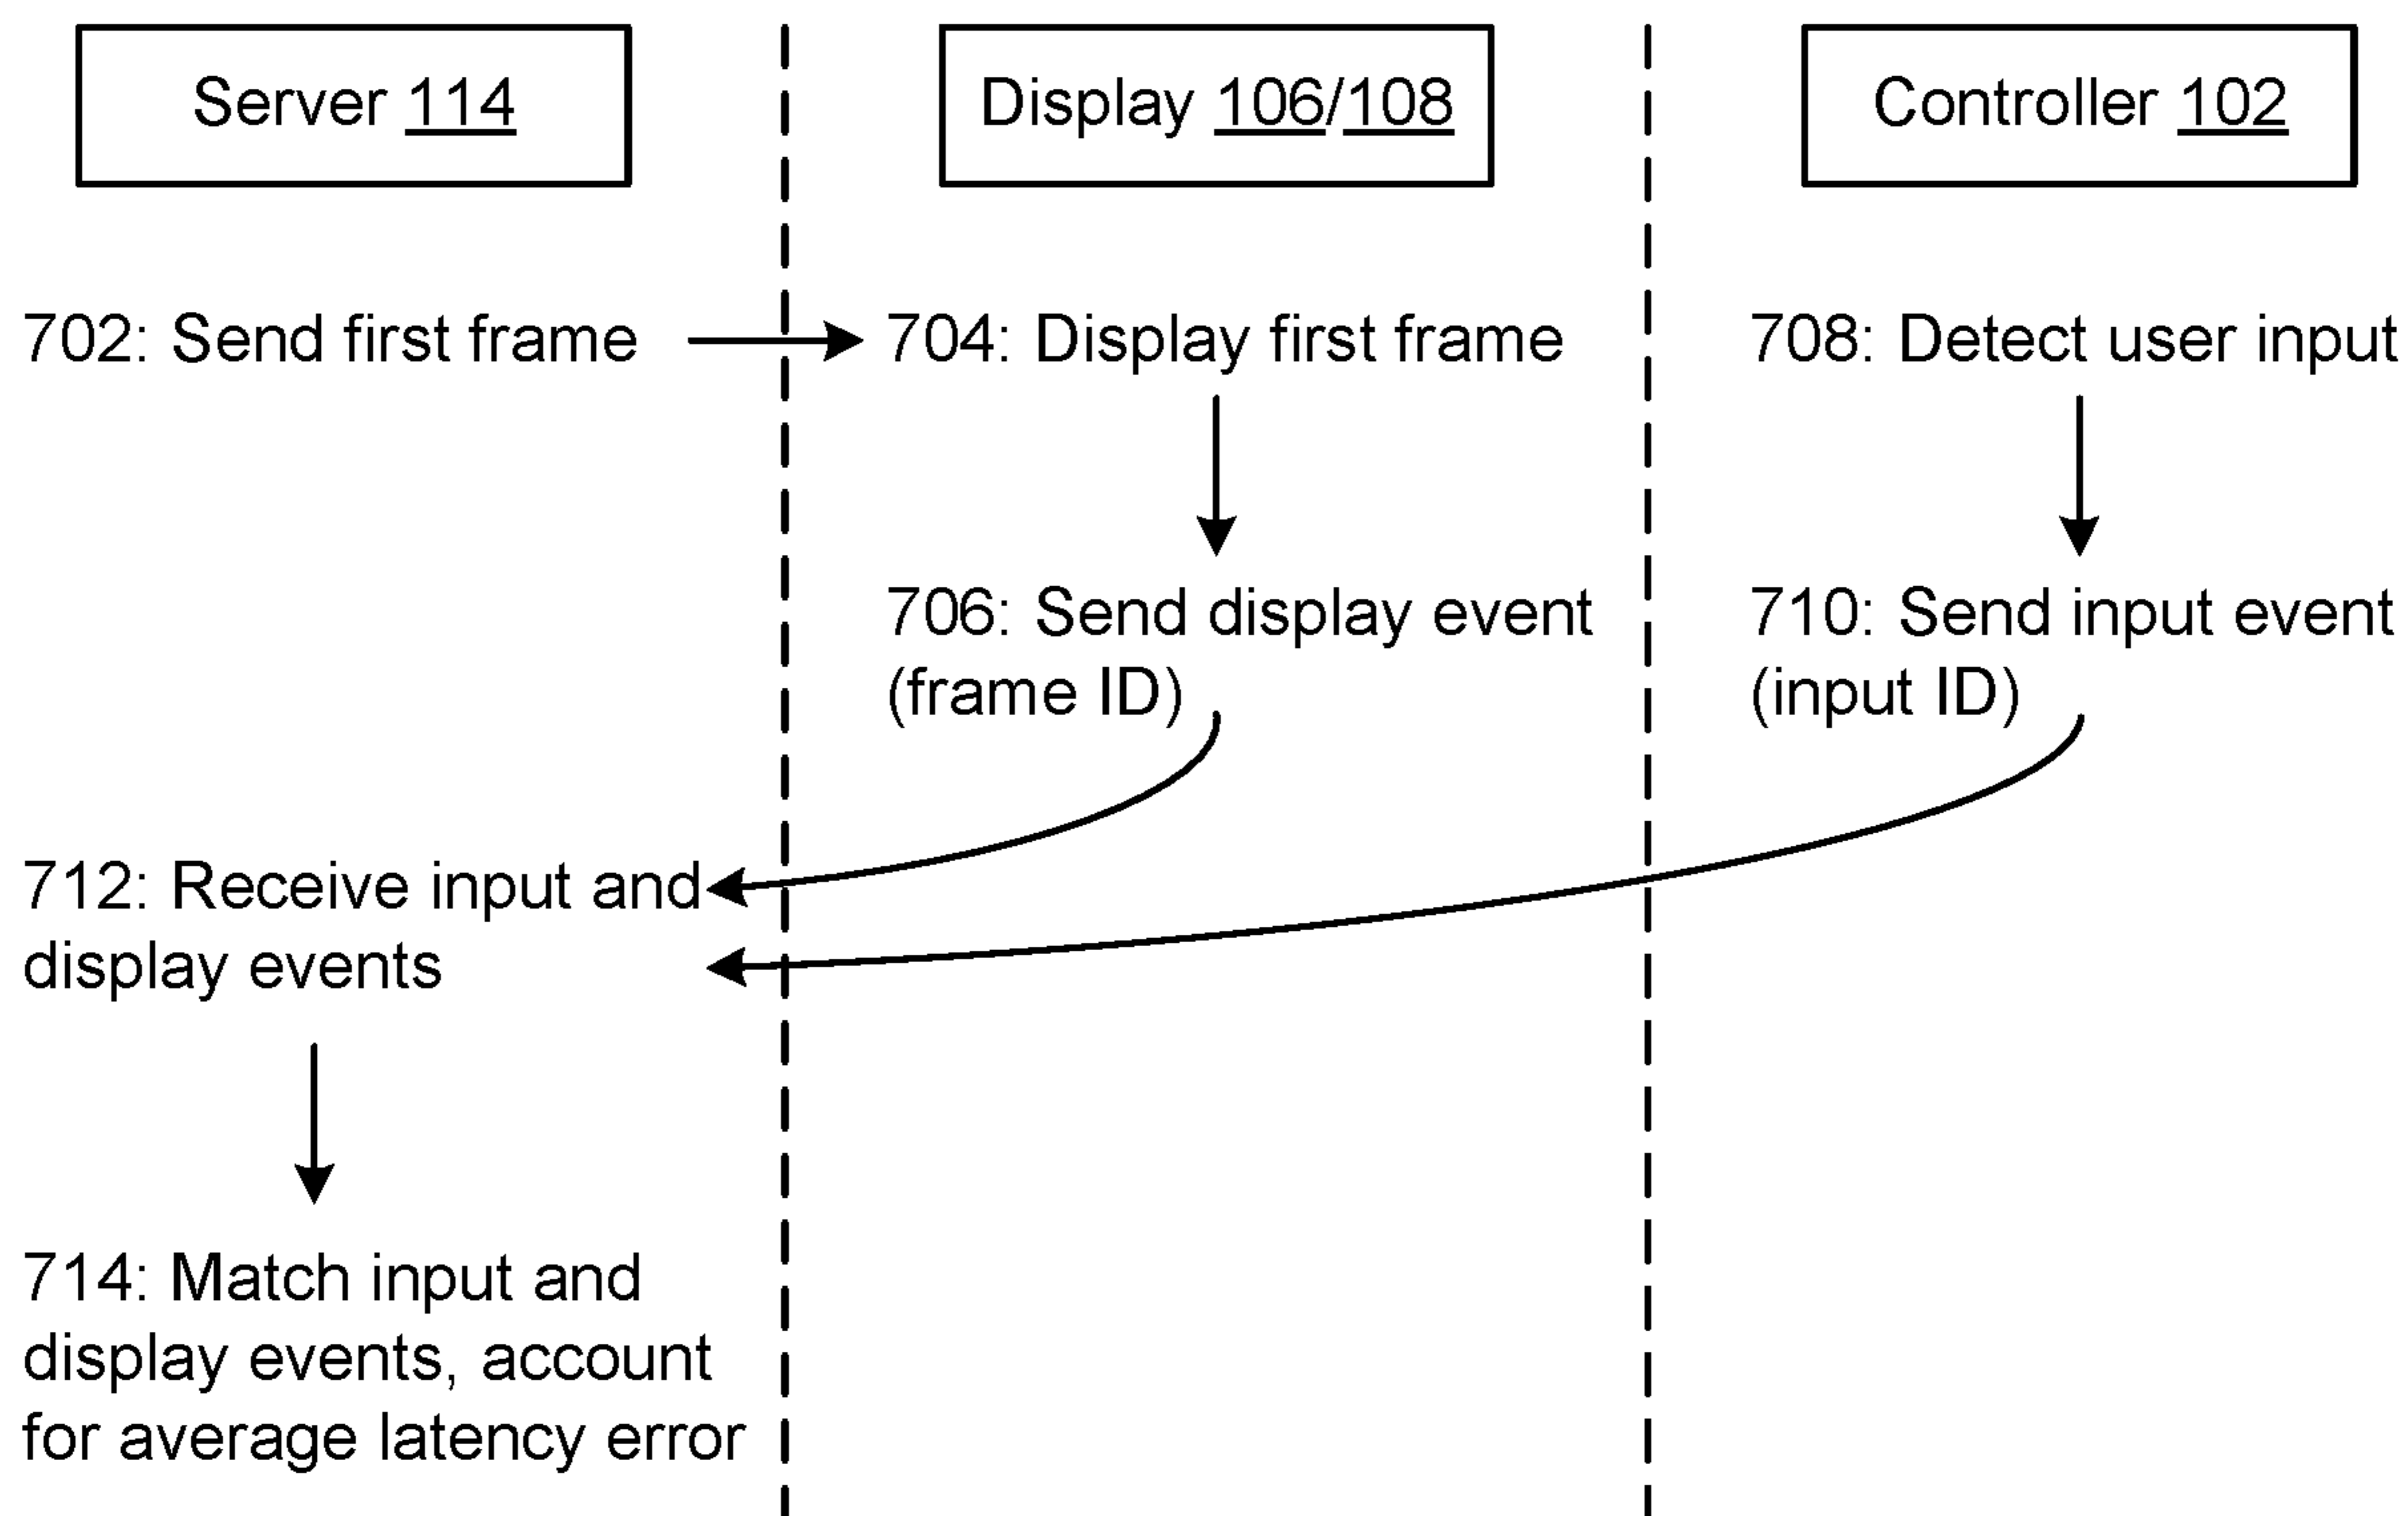 Server 114
Display 106/108
Controller 102
702: Send first frame
704: Display first frame
708: Detect user input
706: Send display event
(frame ID)
710: Send input event
(input ID)
712: Receive input and
display events
714: Match input and
display events, account
for average latency error